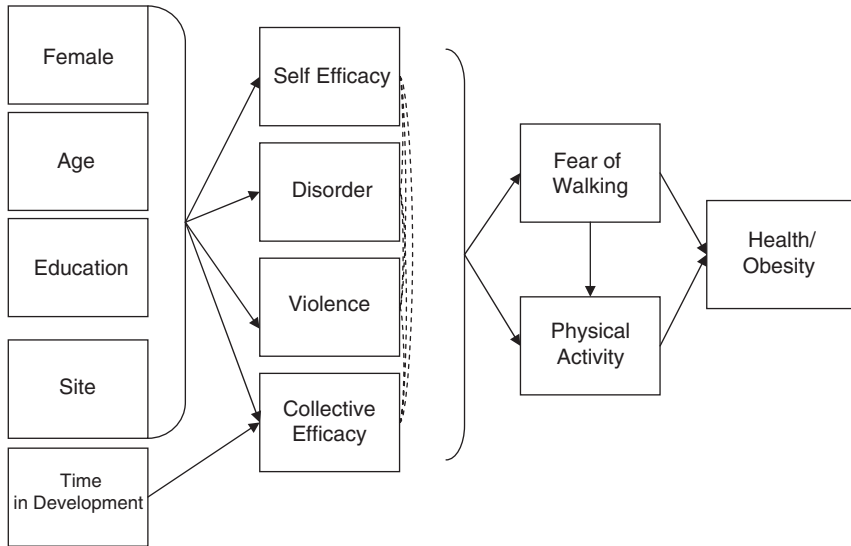 Female
Age
Education
Site
Time
in Development
Self Efficacy
Disorder
Violence
Collective
Efficacy
Fear of
Walking
Physical
Activity
Health/
Obesity